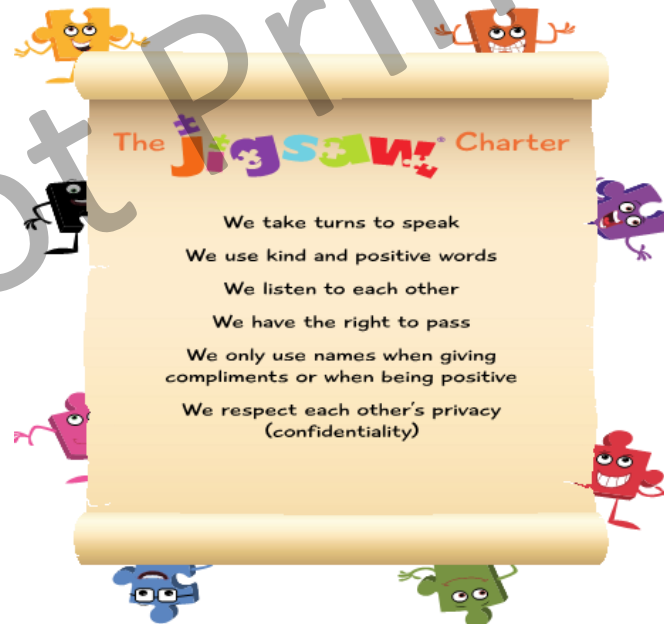 ot Prin
The jigsaw® Charter
We take turns to speak
We use kind and positive words
We listen to each other
We have the right to pass
We only use names when giving
compliments or when being positive
We respect each other's privacy
(confidentiality)